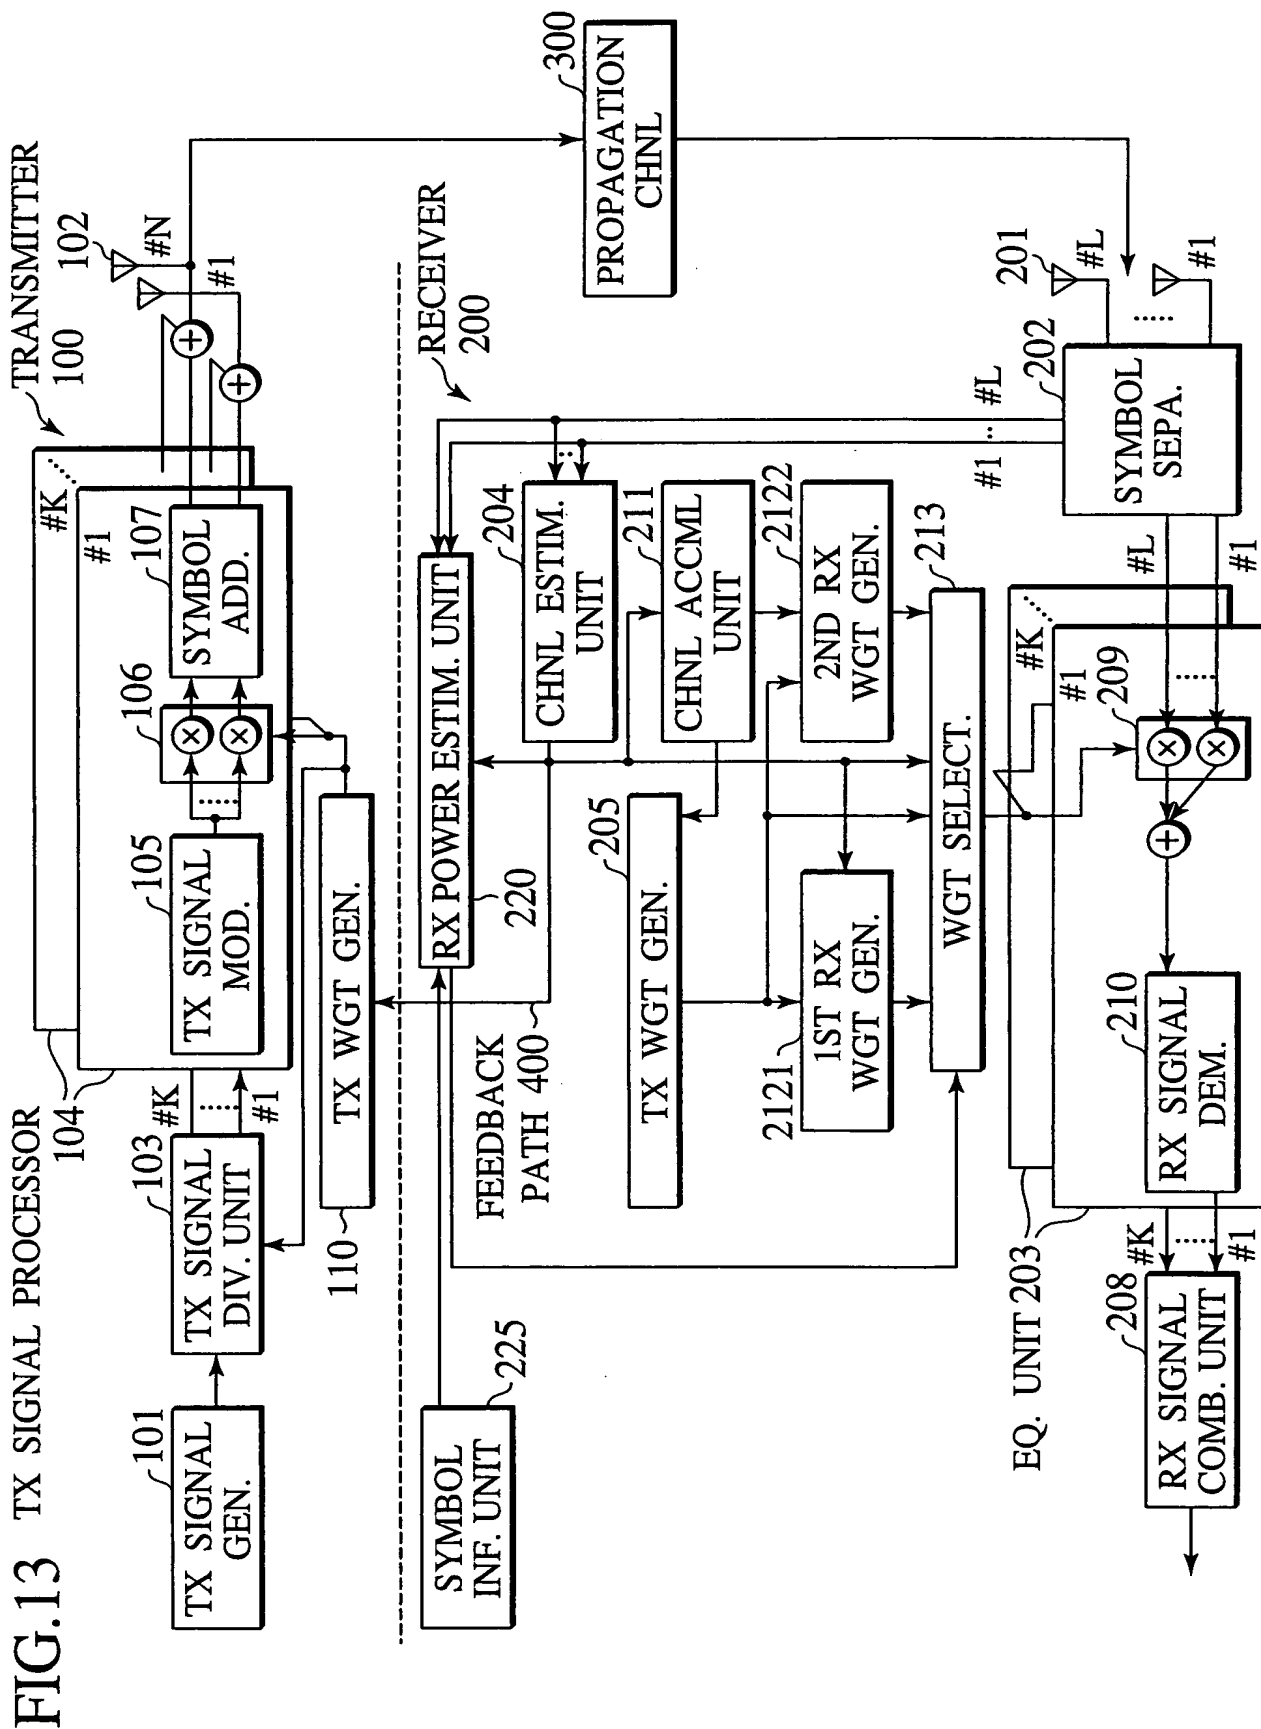 FIG.13
TX SIGNAL PROCESSOR
104
TRANSMITTER
100
101
TX SIGNAL
GEN.
103
TX SIGNAL
DIV. UNIT
#K
#1
#K
#1
105
TX SIGNAL
MOD.
106
107
SYMBOL
ADD.
102
#N
#1
110
TX WGT GEN.
300
PROPAGATION
CHNL
RECEIVER
200
225
SYMBOL
INF. UNIT
FEEDBACK
PATH 400
RX POWER ESTIM. UNIT
220
204
CHNL ESTIM.
UNIT
#L
#1
205
TX WGT GEN.
211
CHNL ACCML
UNIT
2121
1ST RX
WGT GEN.
2122
2ND RX
WGT GEN.
213
WGT SELECT.
201
#L
#1
202
SYMBOL
SEPA.
#L
#1
EQ. UNIT 203
#K
#1
209
210
RX SIGNAL
DEM.
#K
#1
208
RX SIGNAL
COMB. UNIT